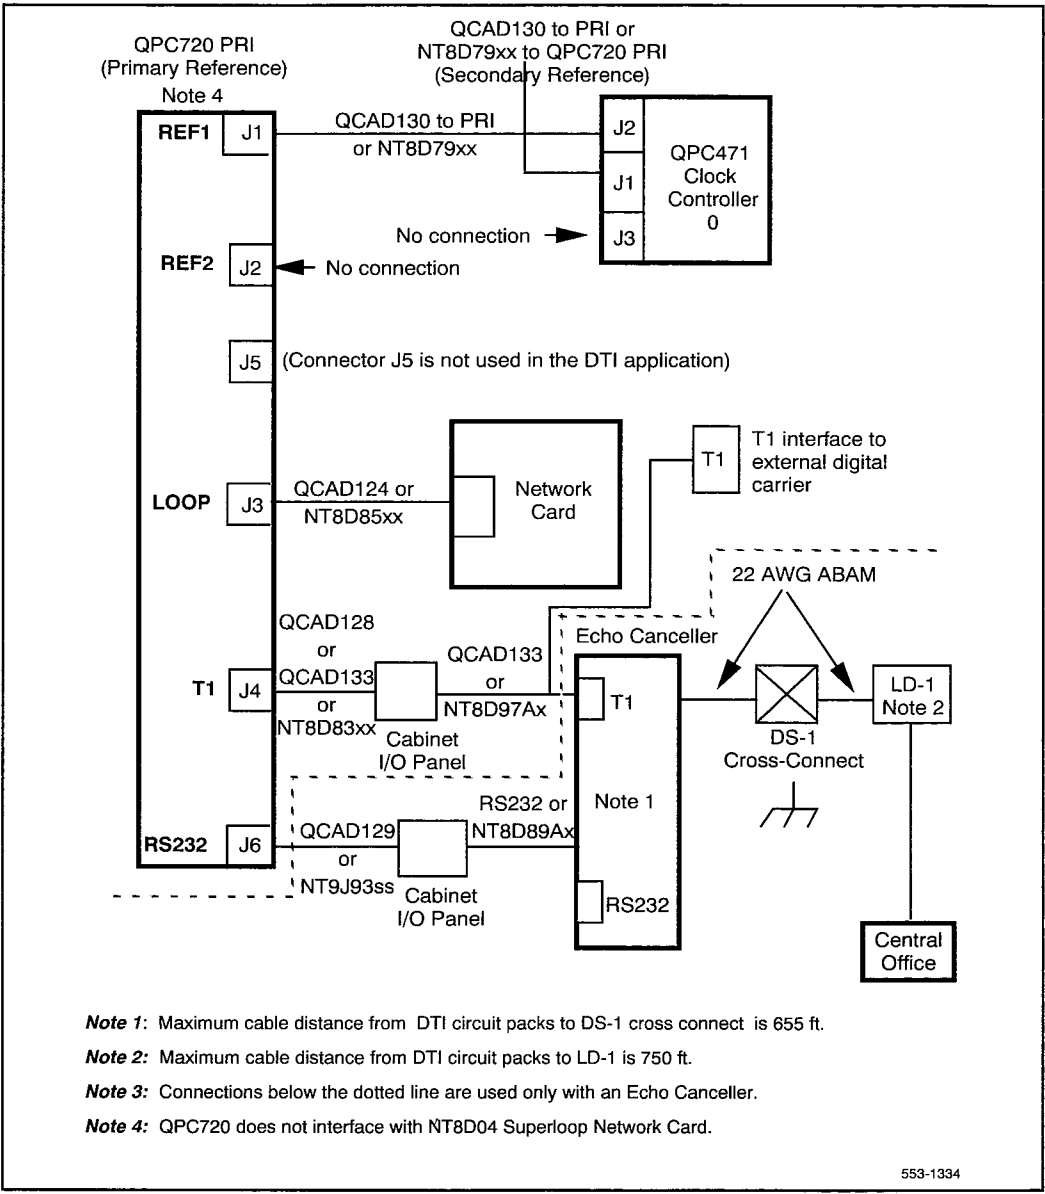 QCAD130 to PRI or
NT8D79xx to QPC720 PRI
(Secondary Reference)
QPC720 PRI
(Primary Reference)
Note 4
REF1 J1
QCAD130 to PRI
or NT8D79xx
J2
J1
J3
QPC471
Clock
Controller
0
No connection
REF2 J2
No connection
J5 (Connector J5 is not used in the DTI application)
T1
T1 interface to
external digital
carrier
LOOP J3
QCAD124 or
NT8D85xx
Network
Card
22 AWG ABAM
QCAD128
or
QCAD133
or
NT8D83xx
T1 J4
Cabinet
I/O Panel
QCAD133
or
NT8D97Ax
Echo Canceller
T1
Note 1
RS232
DS-1
Cross-Connect
LD-1
Note 2
RS232 J6
QCAD129
or
NT9J93ss
Cabinet
I/O Panel
RS232 or
NT8D89Ax
Central
Office
Note 1: Maximum cable distance from DTI circuit packs to DS-1 cross connect is 655 ft.
Note 2: Maximum cable distance from DTI circuit packs to LD-1 is 750 ft.
Note 3: Connections below the dotted line are used only with an Echo Canceller.
Note 4: QPC720 does not interface with NT8D04 Superloop Network Card.
553-1334